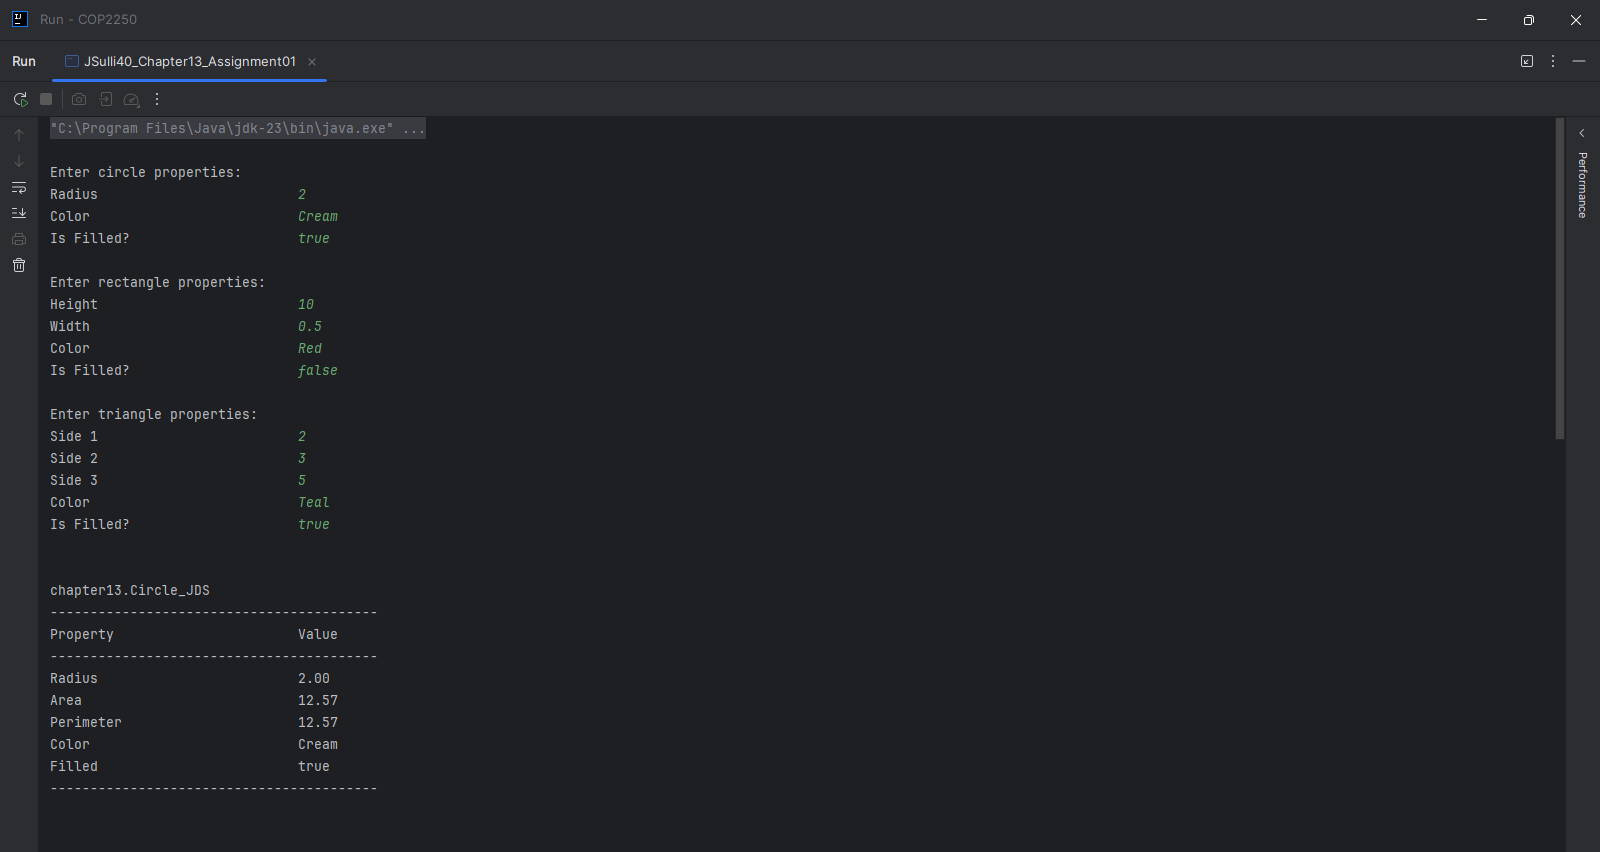 Run - COP2250
Run JSulli40_Chapter13_Assignment01
"C:\Program Files\Java\jdk-23\bin\java.exe" ...
Performance
Enter circle properties:
Radius 2
Color Cream
Is Filled? true
Enter rectangle properties:
Height 10
Width 0.5
Color Red
Is Filled? false
Enter triangle properties:
Side 1 2
Side 2 3
Side 3 5
Color Teal
Is Filled? true
chapter13.Circle_JDS
-----------------------------------------
Property Value
-----------------------------------------
Radius 2.00
Area 12.57
Perimeter 12.57
Color Cream
Filled true
-----------------------------------------